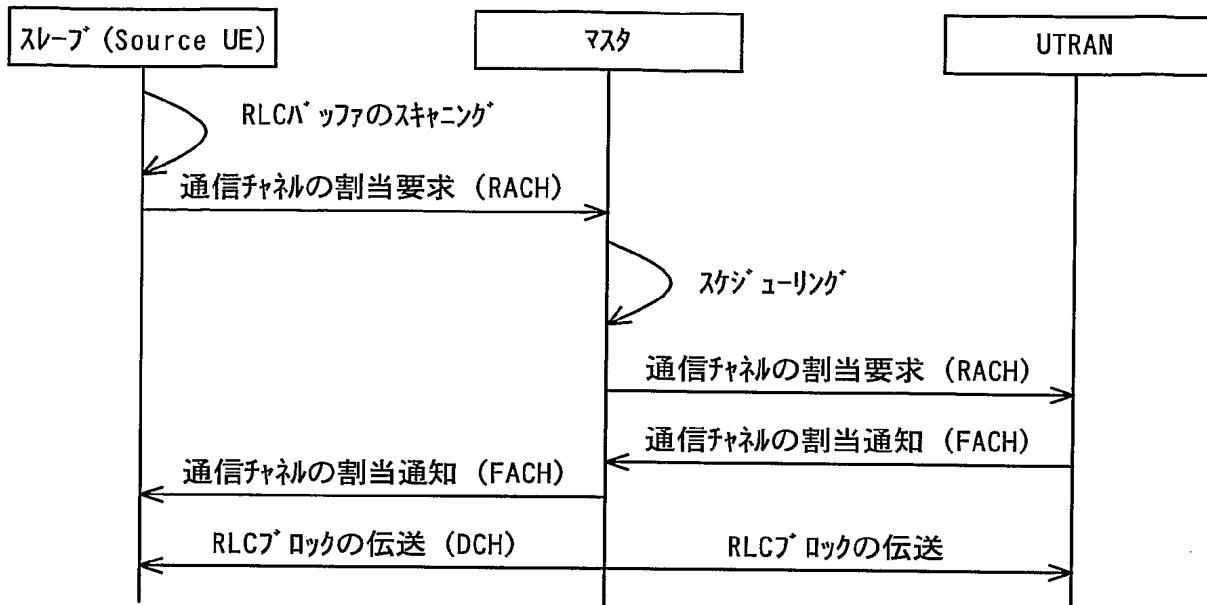 ｽﾚｰﾌﾞ (Source UE)
ﾏｽﾀ
UTRAN
RLCﾊﾞｯﾌｧのｽｷｬﾆﾝｸﾞ
通信ﾁｬﾈﾙの割当要求 (RACH)
ｽｹｼﾞｭｰﾘﾝｸﾞ
通信ﾁｬﾈﾙの割当要求 (RACH)
通信ﾁｬﾈﾙの割当通知 (FACH)
通信ﾁｬﾈﾙの割当通知 (FACH)
RLCﾌﾞﾛｯｸの伝送 (DCH)
RLCﾌﾞﾛｯｸの伝送